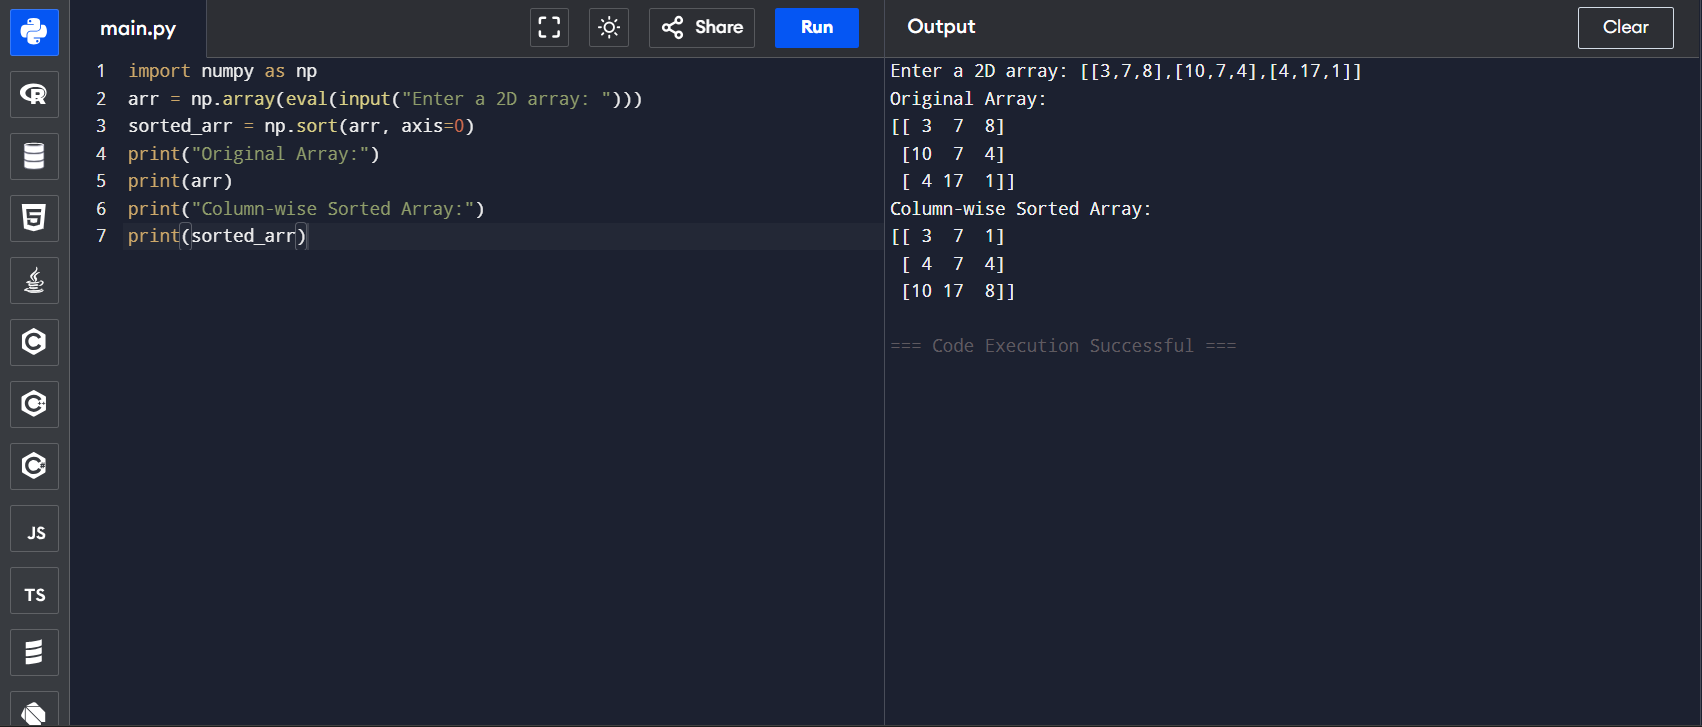 main.py
Share
Run
Output
Clear
1 import numpy as np
2 arr = np.array(eval(input("Enter a 2D array: ")))
3 sorted_arr = np.sort(arr, axis=0)
4 print("Original Array:")
5 print(arr)
6 print("Column-wise Sorted Array:")
7 print(sorted_arr)
Enter a 2D array: [[3,7,8],[10,7,4],[4,17,1]]
Original Array:
[[ 3  7  8]
 [10  7  4]
 [ 4 17  1]]
Column-wise Sorted Array:
[[ 3  7  1]
 [ 4  7  4]
 [10 17  8]]
=== Code Execution Successful ===
R
5
C
C++
C#
JS
TS